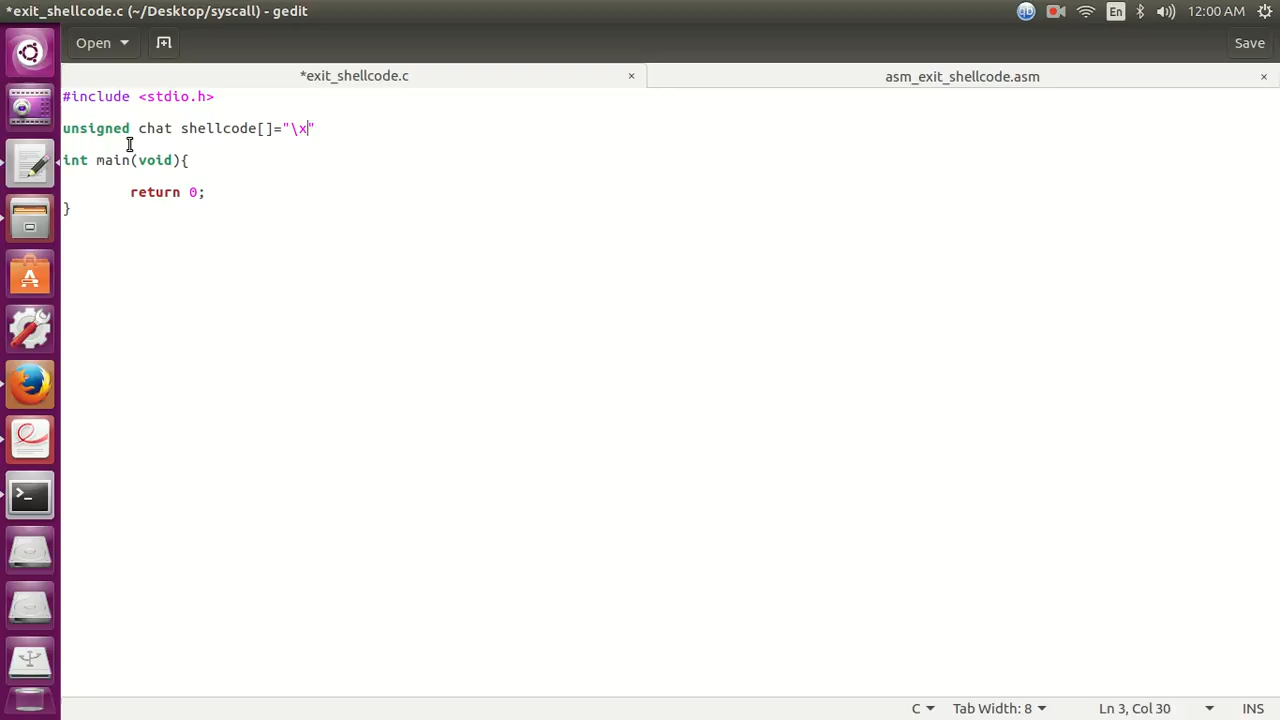 *exit_shellcode.c (~/Desktop/syscall) - gedit
En
12:00 AM
Open
Save
*exit_shellcode.c ×
asm_exit_shellcode.asm ×
#include <stdio.h>
unsigned chat shellcode[]="\x"
int main(void){
return 0;
}
C
Tab Width: 8
Ln 3, Col 30
INS